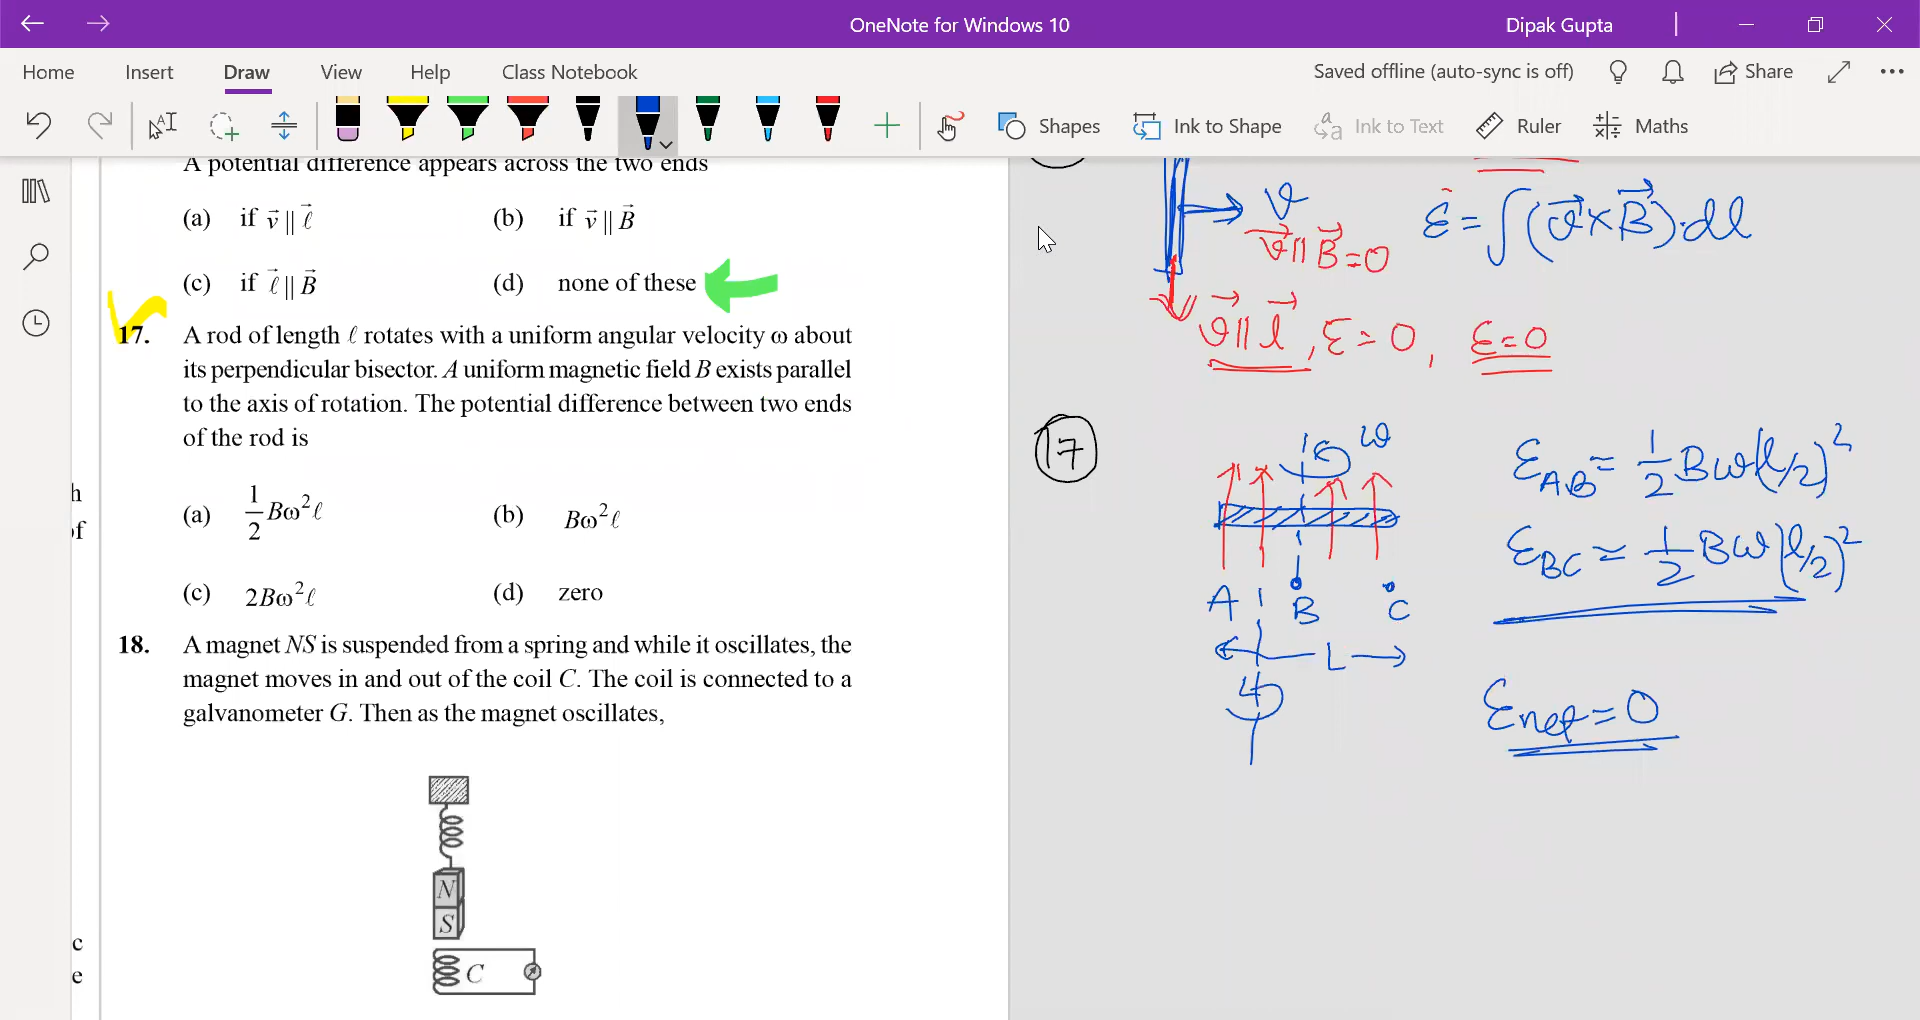 OneNote for Windows 10
Dipak Gupta
Home Insert Draw View Help Class Notebook
Saved offline (auto-sync is off) Share
Shapes Ink to Shape Ink to Text Ruler Maths
A potential difference appears across the two ends
(a) if v⃗ || ℓ⃗ (b) if v⃗ || B⃗
(c) if ℓ⃗ || B⃗ (d) none of these
17. A rod of length ℓ rotates with a uniform angular velocity ω about
its perpendicular bisector. A uniform magnetic field B exists parallel
to the axis of rotation. The potential difference between two ends
of the rod is
(a) 1/2 Bω²ℓ (b) Bω²ℓ
(c) 2Bω²ℓ (d) zero
18. A magnet NS is suspended from a spring and while it oscillates, the
magnet moves in and out of the coil C. The coil is connected to a
galvanometer G. Then as the magnet oscillates,
N
S
C
h
of
c
e
v
ε = ∫(v⃗ × B⃗)·dl
v⃗ || B⃗ = 0
v⃗ || l⃗, ε = 0, ε = 0
17
ω
A B C
L
ε_AB = 1/2 Bω(l/2)²
ε_BC = 1/2 Bω(l/2)²
ε_net = 0